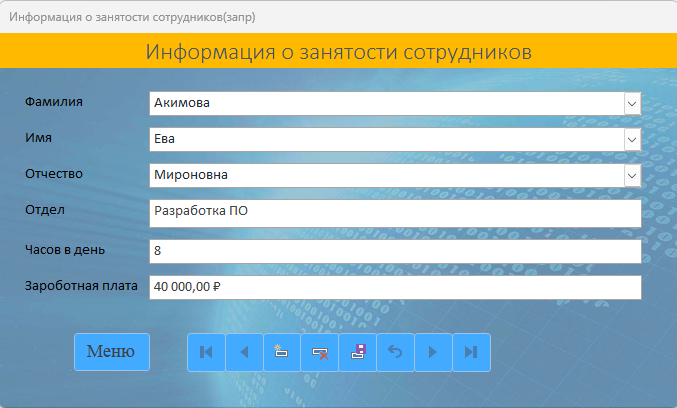 Информация о занятости сотрудников(запр)
Информация о занятости сотрудников
Фамилия Акимова
Имя Ева
Отчество Мироновна
Отдел Разработка ПО
Часов в день 8
Зароботная плата 40 000,00 ₽
Меню